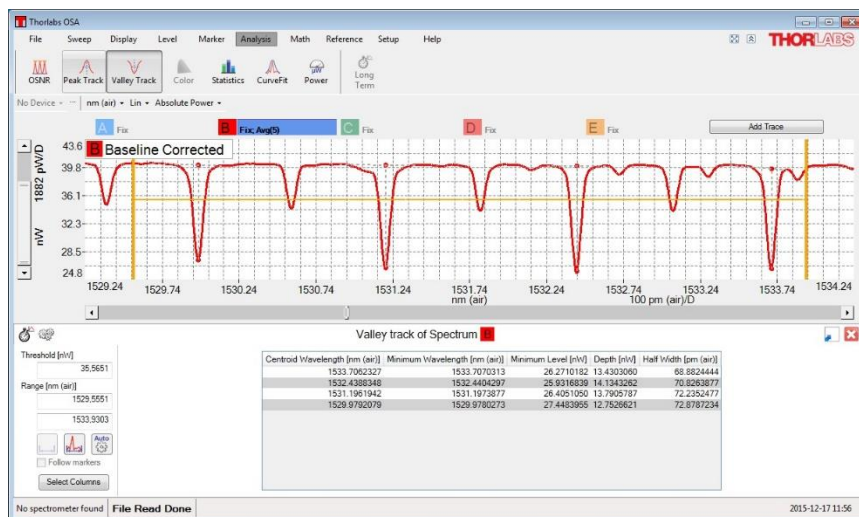 Thorlabs OSA
File Sweep Display Level Marker Analysis Math Reference Setup Help
THORLABS
OSNR Peak Track Valley Track Color Statistics CurveFit Power Long Term
µW
No Device nm (air) Lin Absolute Power
A Fix B Fix; Avg(5) C Fix D Fix E Fix Add Trace
B Baseline Corrected
1882 pW/D
nW
43.6
39.8
36.1
32.3
28.5
24.8
1529.24 1529.74 1530.24 1530.74 1531.24 1531.74 1532.24 1532.74 1533.24 1533.74 1534.24
nm (air) 100 pm (air)/D
Valley track of Spectrum B
Threshold [nW]
35,5651
Range [nm (air)]
1529,5551
1533,9303
Auto
Follow markers
Select Columns
Centroid Wavelength [nm (air)] Minimum Wavelength [nm (air)] Minimum Level [nW] Depth [nW] Half Width [pm (air)]
1533.7062327 1533.7070313 26.2710182 13.4303060 68.8824444
1532.4388348 1532.4404297 25.9316839 14.1343262 70.8263877
1531.1961942 1531.1973877 26.4051050 13.7905787 72.2352477
1529.9792079 1529.9780273 27.4483955 12.7526621 72.8787234
No spectrometer found File Read Done 2015-12-17 11:56